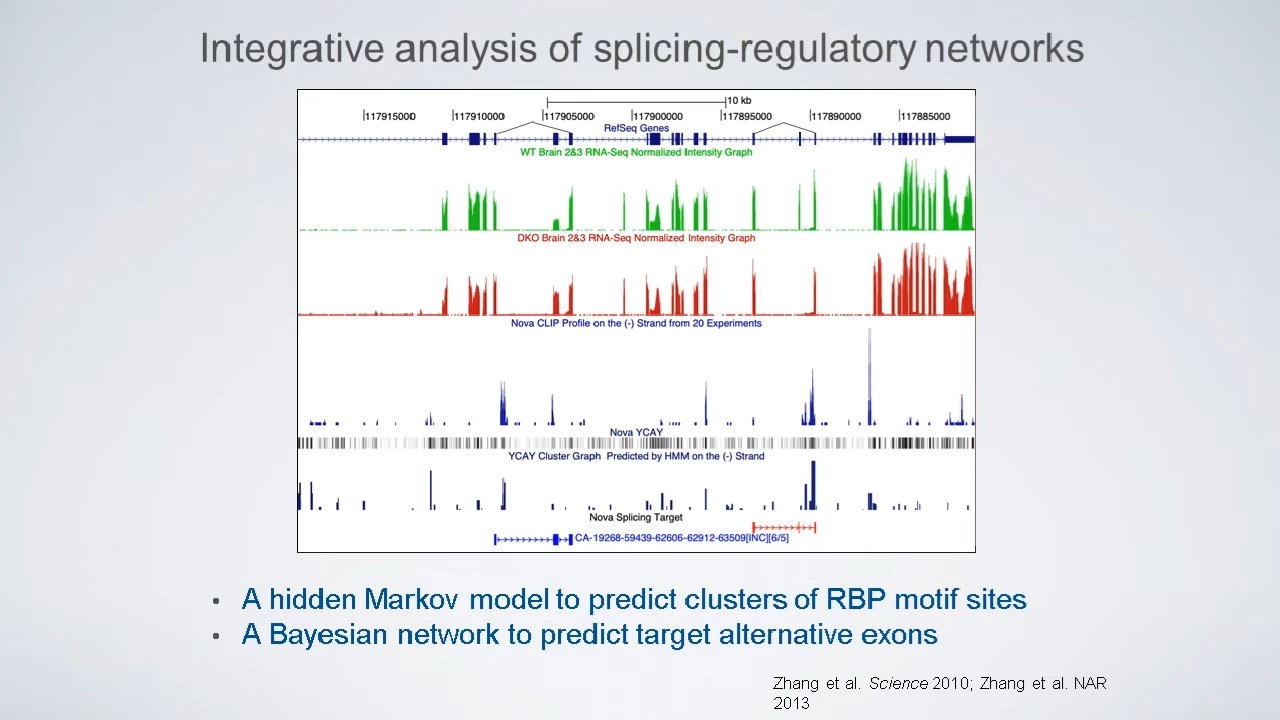 Integrative analysis of splicing-regulatory networks
10 kb
|117915000 |117910000 |117905000 |117900000 |117895000 |117890000 |117885000
RefSeq Genes
WT Brain 2&3 RNA-Seq Normalized Intensity Graph
DKO Brain 2&3 RNA-Seq Normalized Intensity Graph
Nova CLIP Profile on the (-) Strand from 20 Experiments
Nova YCAY
YCAY Cluster Graph Predicted by HMM on the (-) Strand
Nova Splicing Target
CA-19268-59439-62606-62912-63509[INC][6/5]
• A hidden Markov model to predict clusters of RBP motif sites
• A Bayesian network to predict target alternative exons
Zhang et al. Science 2010; Zhang et al. NAR
2013